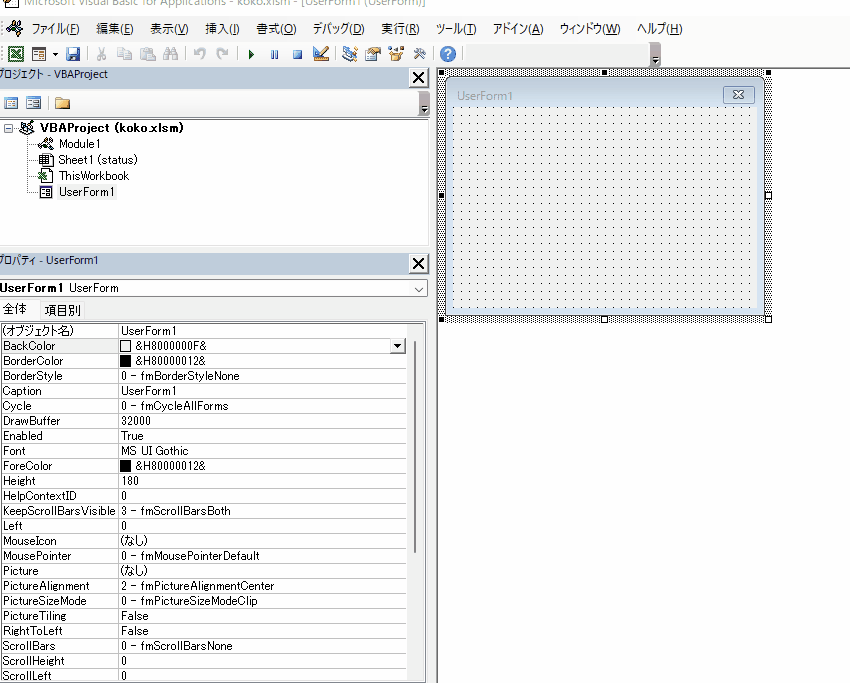 Microsoft Visual Basic for Applications - koko.xlsm - [UserForm1 (UserForm)]
ファイル(F) 編集(E) 表示(V) 挿入(I) 書式(O) デバッグ(D) 実行(R) ツール(T) アドイン(A) ウィンドウ(W) ヘルプ(H)
プロジェクト - VBAProject
VBAProject (koko.xlsm)
Module1
Sheet1 (status)
ThisWorkbook
UserForm1
プロパティ - UserForm1
UserForm1 UserForm
全体 項目別
(オブジェクト名) UserForm1
BackColor &H8000000F&
BorderColor &H80000012&
BorderStyle 0 - fmBorderStyleNone
Caption UserForm1
Cycle 0 - fmCycleAllForms
DrawBuffer 32000
Enabled True
Font MS UI Gothic
ForeColor &H80000012&
Height 180
HelpContextID 0
KeepScrollBarsVisible 3 - fmScrollBarsBoth
Left 0
MouseIcon (なし)
MousePointer 0 - fmMousePointerDefault
Picture (なし)
PictureAlignment 2 - fmPictureAlignmentCenter
PictureSizeMode 0 - fmPictureSizeModeClip
PictureTiling False
RightToLeft False
ScrollBars 0 - fmScrollBarsNone
ScrollHeight 0
ScrollLeft 0
UserForm1